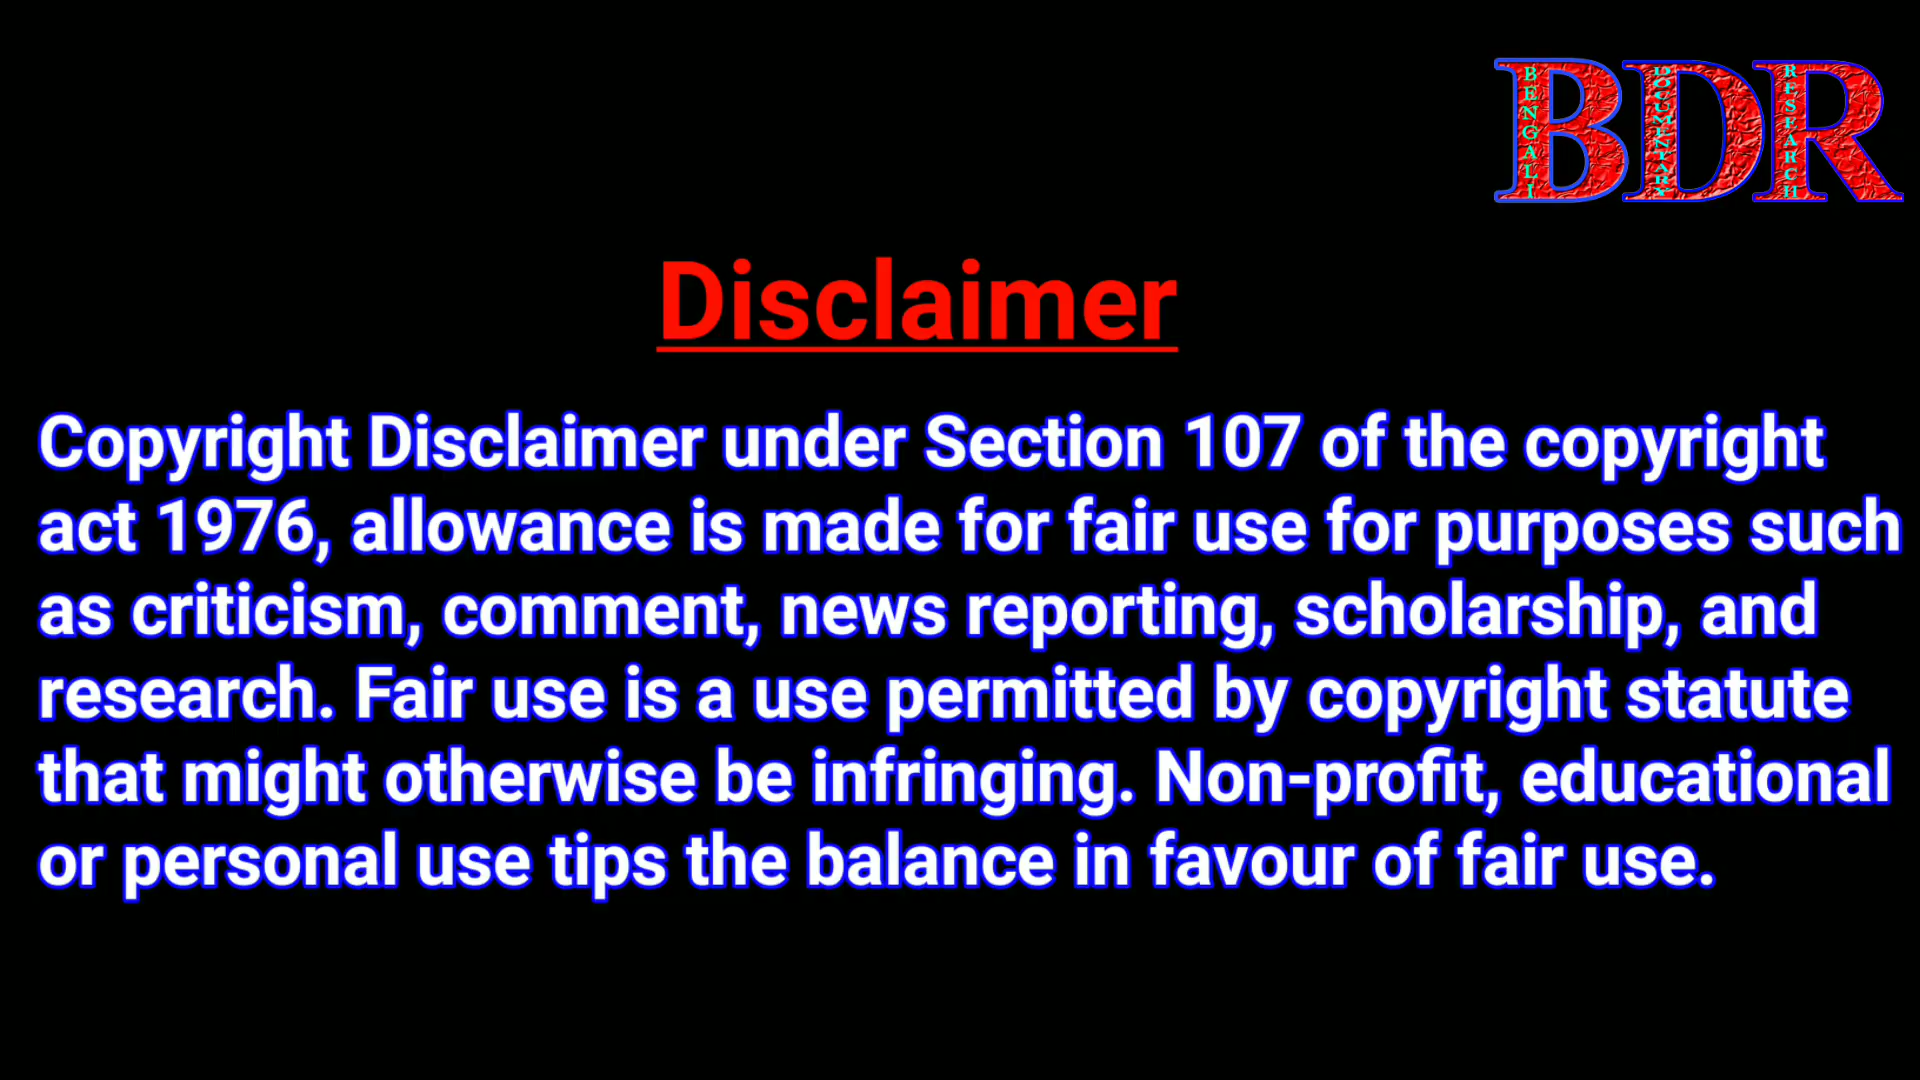 BDR
BENGALI
DOCUMENTARY
RESEARCH
Disclaimer
Copyright Disclaimer under Section 107 of the copyright
act 1976, allowance is made for fair use for purposes such
as criticism, comment, news reporting, scholarship, and
research. Fair use is a use permitted by copyright statute
that might otherwise be infringing. Non-profit, educational
or personal use tips the balance in favour of fair use.